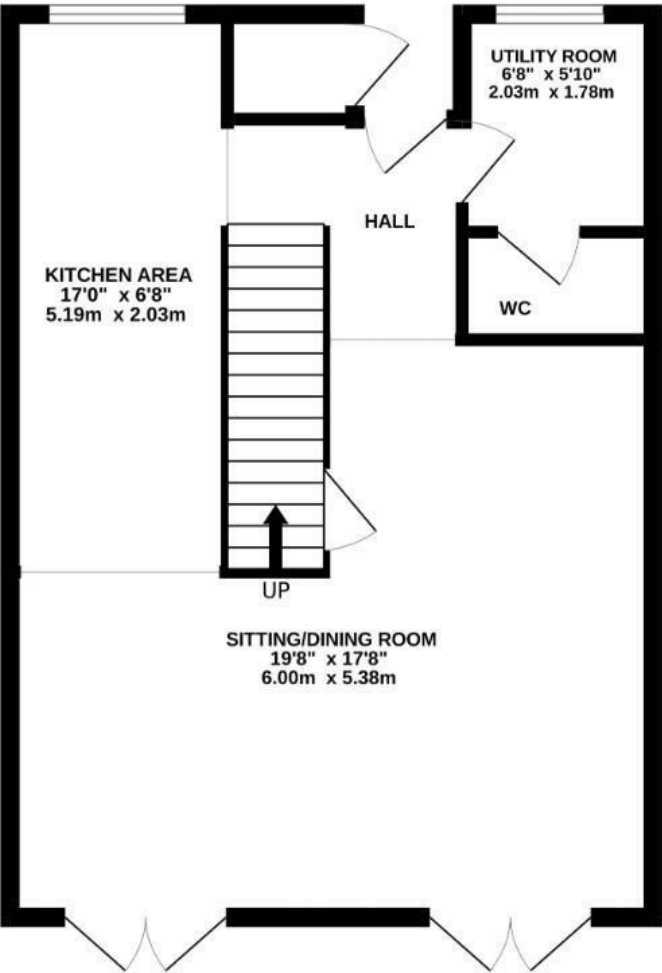 UTILITY ROOM
6'8" x 5'10"
2.03m x 1.78m
HALL
KITCHEN AREA
17'0" x 6'8"
5.19m x 2.03m
WC
UP
SITTING/DINING ROOM
19'8" x 17'8"
6.00m x 5.38m